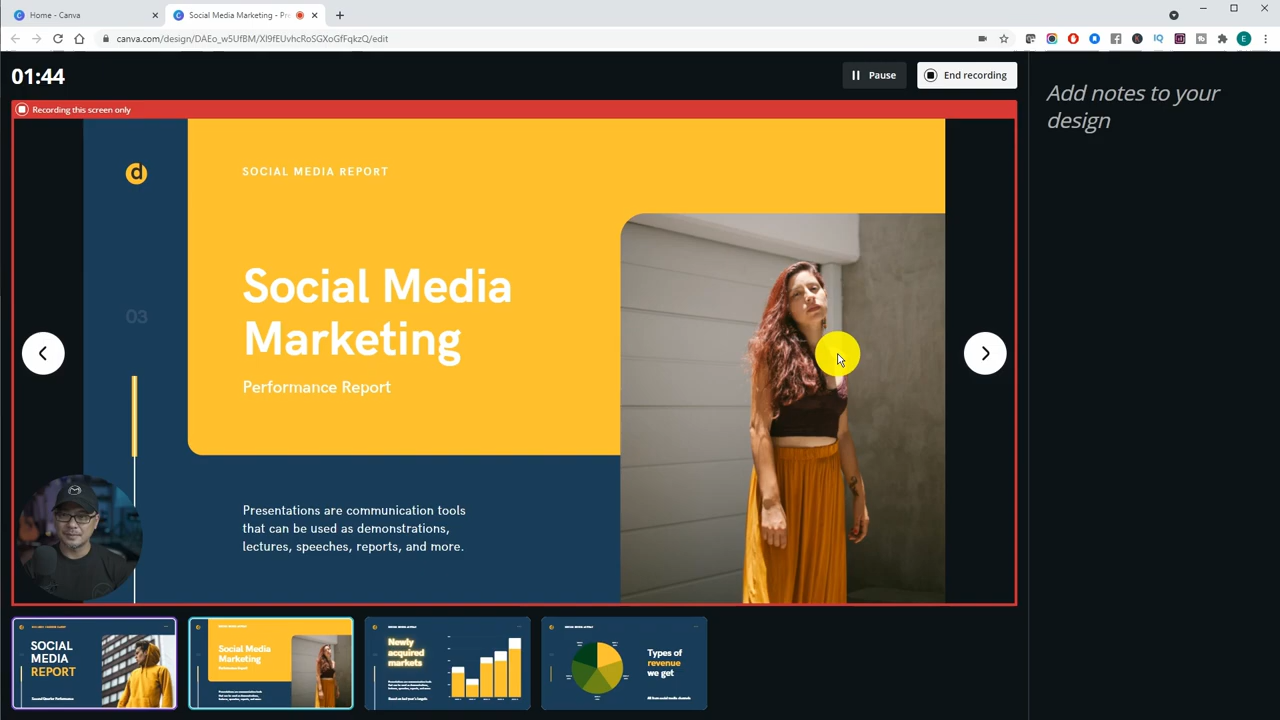 Home - Canva
Social Media Marketing - Pr
canva.com/design/DAEo_w5UfBM/Xl9fEUvhcRoSGXoGfFqkzQ/edit
IQ
E
01:44
Pause
End recording
Recording this screen only
Add notes to your
design
d
SOCIAL MEDIA REPORT
Social Media
Marketing
Performance Report
03
Presentations are communication tools
that can be used as demonstrations,
lectures, speeches, reports, and more.
SOCIAL
MEDIA
REPORT
Social Media
Marketing
Newly
acquired
markets
Types of
revenue
we get